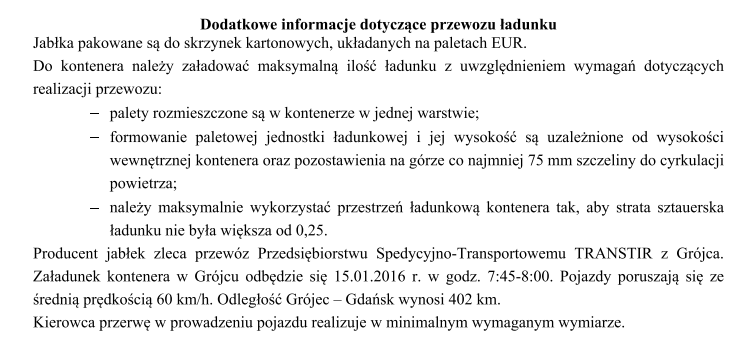 Dodatkowe informacje dotyczące przewozu ładunku
Jabłka pakowane są do skrzynek kartonowych, układanych na paletach EUR.
Do kontenera należy załadować maksymalną ilość ładunku z uwzględnieniem wymagań dotyczących
realizacji przewozu:
– palety rozmieszczone są w kontenerze w jednej warstwie;
– formowanie paletowej jednostki ładunkowej i jej wysokość są uzależnione od wysokości
wewnętrznej kontenera oraz pozostawienia na górze co najmniej 75 mm szczeliny do cyrkulacji
powietrza;
– należy maksymalnie wykorzystać przestrzeń ładunkową kontenera tak, aby strata sztauerska
ładunku nie była większa od 0,25.
Producent jabłek zleca przewóz Przedsiębiorstwu Spedycyjno-Transportowemu TRANSTIR z Grójca.
Załadunek kontenera w Grójcu odbędzie się 15.01.2016 r. w godz. 7:45-8:00. Pojazdy poruszają się ze
średnią prędkością 60 km/h. Odległość Grójec – Gdańsk wynosi 402 km.
Kierowca przerwę w prowadzeniu pojazdu realizuje w minimalnym wymaganym wymiarze.